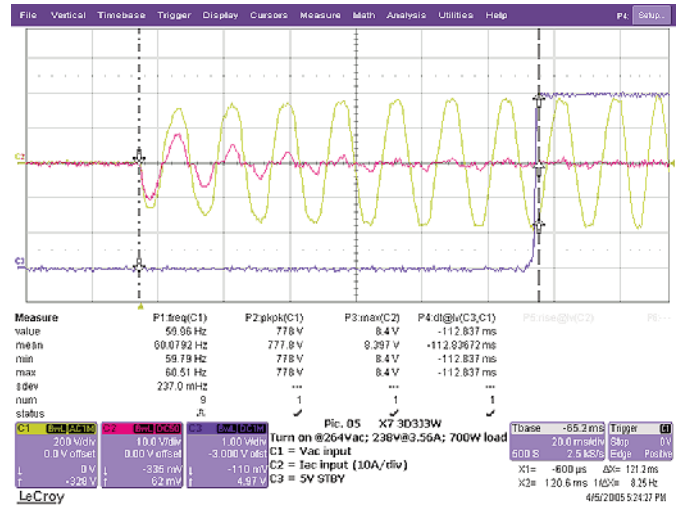 File Vertical Timebase Trigger Display Cursors Measure Math Analysis Utilities Help P4: Setup...
C2
C3
Measure P1:freq(C1) P2:pkpk(C1) P3:max(C2) P4:dt@lv(C3,C1) P5:rise@lv(C2) P6:---
value 59.96 Hz 778 V 8.4 V -112.837 ms
mean 60.0792 Hz 777.8 V 8.397 V -112.83672 ms
min 59.79 Hz 778 V 8.4 V -112.837 ms
max 60.51 Hz 778 V 8.4 V -112.837 ms
sdev 237.0 mHz --- --- ---
num 9 1 1 1
status
C1 BwL AC1M C2 BwL DC50 C3 BwL DC1M
200 V/div 10.0 V/div 1.00 V/div
0.0 V offset 0.00 V offset -3.000 V ofst
0 V -335 mV -110 mV
-328 V 62 mV 4.97 V
Pic. 05 X7 3D3J3W
Turn on @264Vac; 238V@3.56A; 700W load
C1 = Vac input
C2 = Iac input (10A/div)
C3 = 5V STBY
Tbase -65.2 ms Trigger C1
20.0 ms/div Stop 0 V
500 S 2.5 kS/s Edge Positive
X1= -600 µs ΔX= 121.2 ms
X2= 120.6 ms 1/ΔX= 8.25 Hz
LeCroy
4/5/2005 5:24:27 PM